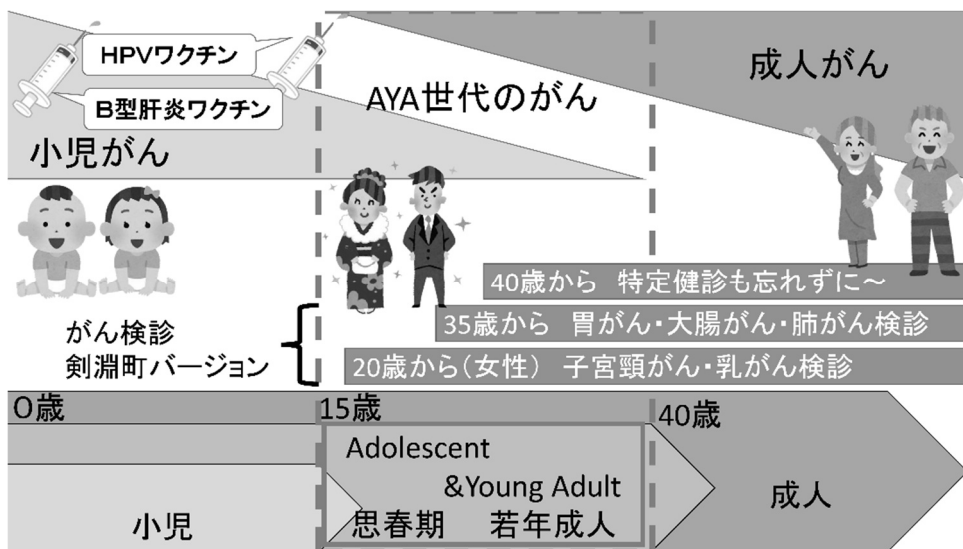 HPVワクチン
B型肝炎ワクチン
小児がん
AYA世代のがん
成人がん
40歳から 特定健診も忘れずに～
35歳から 胃がん・大腸がん・肺がん検診
20歳から(女性) 子宮頸がん・乳がん検診
がん検診
剣淵町バージョン
0歳
15歳
40歳
小児
Adolescent
&Young Adult
思春期 若年成人
成人